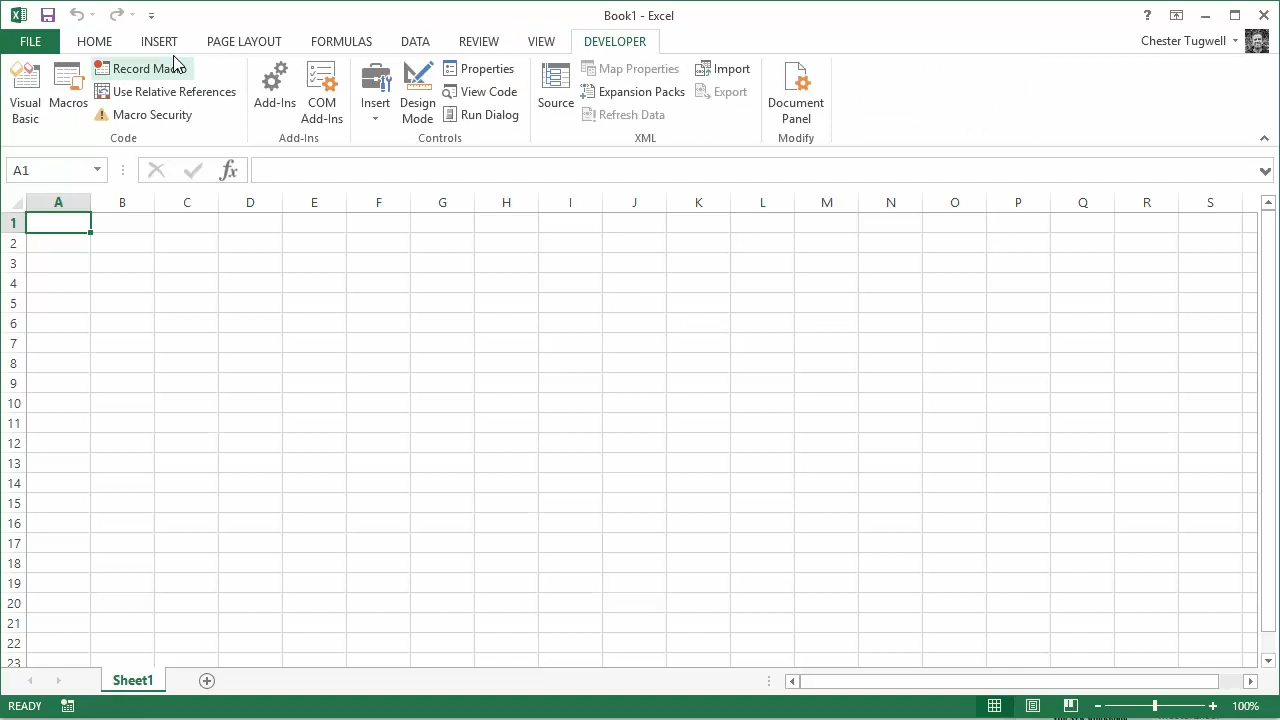 Book1 - Excel
FILE HOME INSERT PAGE LAYOUT FORMULAS DATA REVIEW VIEW DEVELOPER Chester Tugwell
Visual Basic
Macros
Record Macro
Use Relative References
Macro Security
Code
Add-Ins
COM Add-Ins
Add-Ins
Insert
Design Mode
Properties
View Code
Run Dialog
Controls
Source
Map Properties
Expansion Packs
Refresh Data
Import
Export
XML
Document Panel
Modify
A1
fx
A B C D E F G H I J K L M N O P Q R S
1
2
3
4
5
6
7
8
9
10
11
12
13
14
15
16
17
18
19
20
21
22
23
Sheet1
READY 100%